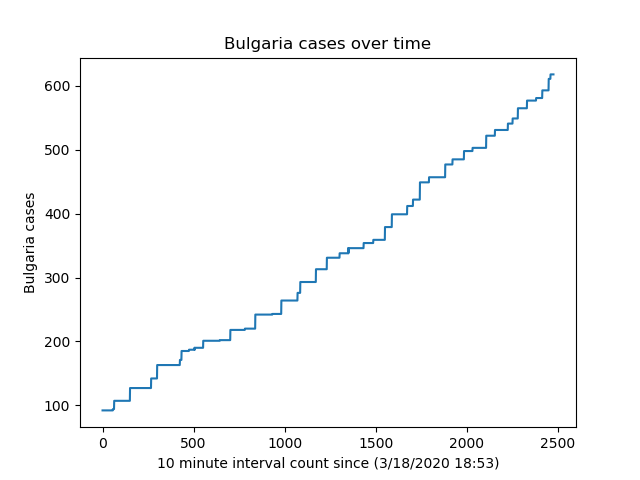 Bulgaria cases over time
Bulgaria cases
600
500
400
300
200
100
0 500 1000 1500 2000 2500
10 minute interval count since (3/18/2020 18:53)